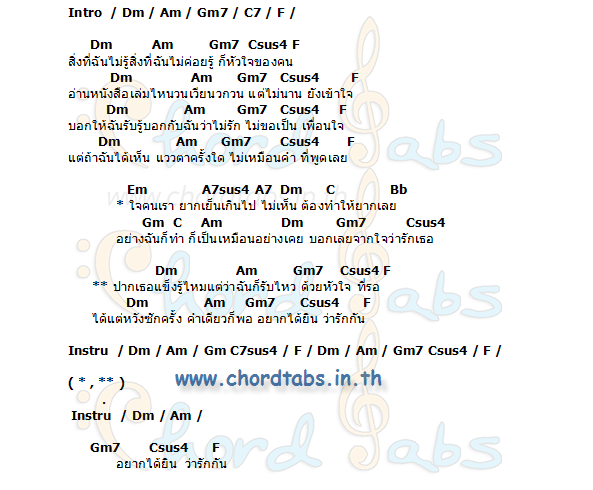 Intro / Dm / Am / Gm7 / C7 / F /
Dm Am Gm7 Csus4 F
สิ่งที่ฉันไม่รู้สิ่งที่ฉันไม่ค่อยรู้ ก็หัวใจของคน
Dm Am Gm7 Csus4 F
อ่านหนังสือเล่มไหนวนเวียนวกวน แต่ไม่นาน ยังเข้าใจ
Dm Am Gm7 Csus4 F
บอกให้ฉันรับรู้บอกกับฉันว่าไม่รัก ไม่ขอเป็น เพื่อนใจ
Dm Am Gm7 Csus4 F
แต่ถ้าฉันได้เห็น แววตาครั้งใด ไม่เหมือนคำ ที่พูดเลย
Em A7sus4 A7 Dm C Bb
* ใจคนเรา ยากเย็นเกินไป ไม่เห็น ต้องทำให้ยากเลย
Gm C Am Dm Gm7 Csus4
อย่างฉันก็ทำ ก็เป็นเหมือนอย่างเคย บอกเลยจากใจว่ารักเธอ
Dm Am Gm7 Csus4 F
** ปากเธอแข็งรู้ไหมแต่ว่าฉันก็รับไหว ด้วยหัวใจ ที่รอ
Dm Am Gm7 Csus4 F
ได้แต่หวังซักครั้ง คำเดียวก็พอ อยากได้ยิน ว่ารักกัน
Instru / Dm / Am / Gm C7sus4 / F / Dm / Am / Gm7 Csus4 / F /
( * , ** )
www.chordtabs.in.th
Instru / Dm / Am /
Gm7 Csus4 F
อยากได้ยิน ว่ารักกัน